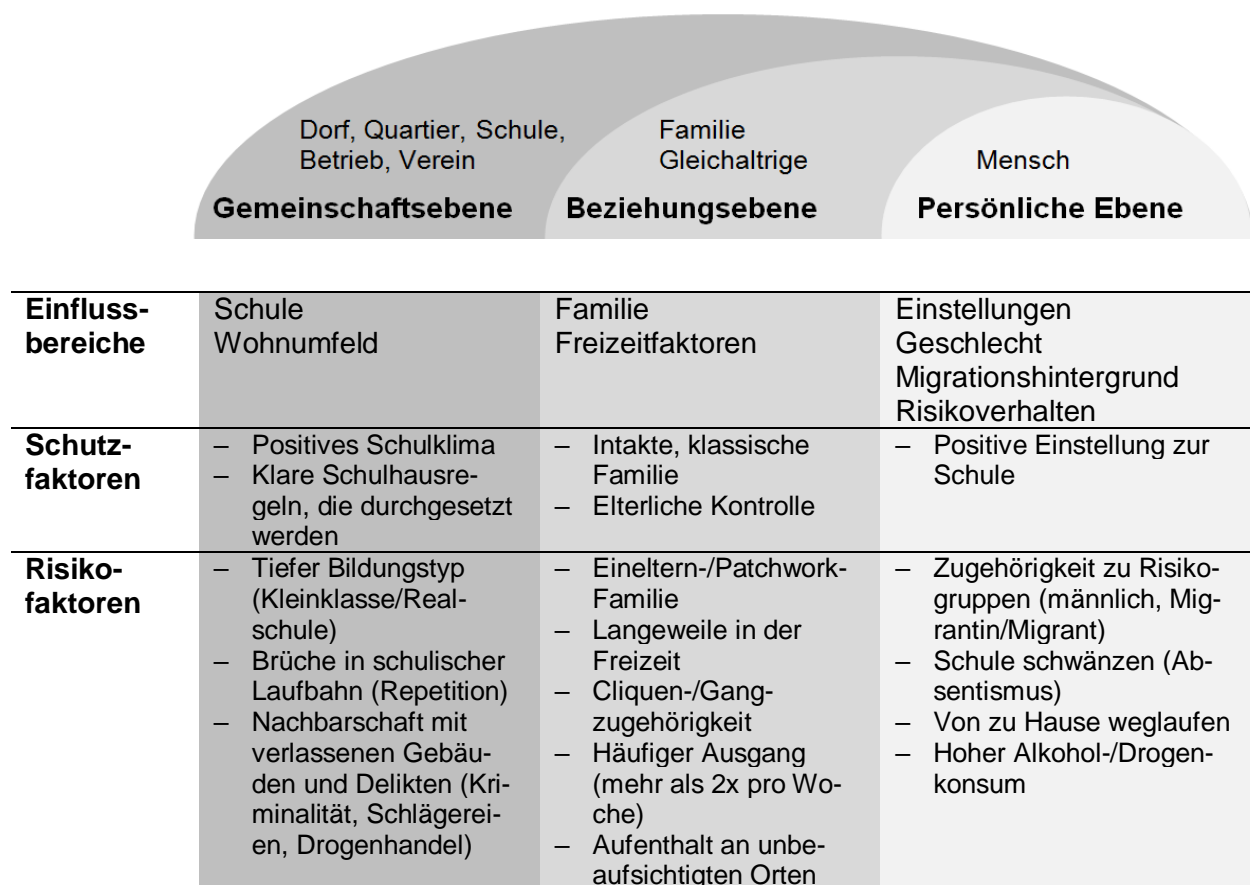 Dorf, Quartier, Schule,
Betrieb, Verein
Gemeinschaftsebene
Familie
Gleichaltrige
Beziehungsebene
Mensch
Persönliche Ebene
Einfluss-
bereiche
Schule
Wohnumfeld
Familie
Freizeitfaktoren
Einstellungen
Geschlecht
Migrationshintergrund
Risikoverhalten
Schutz-
faktoren
– Positives Schulklima
– Klare Schulhausre-
geln, die durchgesetzt
werden
– Intakte, klassische
Familie
– Elterliche Kontrolle
– Positive Einstellung zur
Schule
Risiko-
faktoren
– Tiefer Bildungstyp
(Kleinklasse/Real-
schule)
– Brüche in schulischer
Laufbahn (Repetition)
– Nachbarschaft mit
verlassenen Gebäu-
den und Delikten (Kri-
minalität, Schlägerei-
en, Drogenhandel)
– Eineltern-/Patchwork-
Familie
– Langeweile in der
Freizeit
– Cliquen-/Gang-
zugehörigkeit
– Häufiger Ausgang
(mehr als 2x pro Wo-
che)
– Aufenthalt an unbe-
aufsichtigten Orten
– Zugehörigkeit zu Risiko-
gruppen (männlich, Mig-
rantin/Migrant)
– Schule schwänzen (Ab-
sentismus)
– Von zu Hause weglaufen
– Hoher Alkohol-/Drogen-
konsum